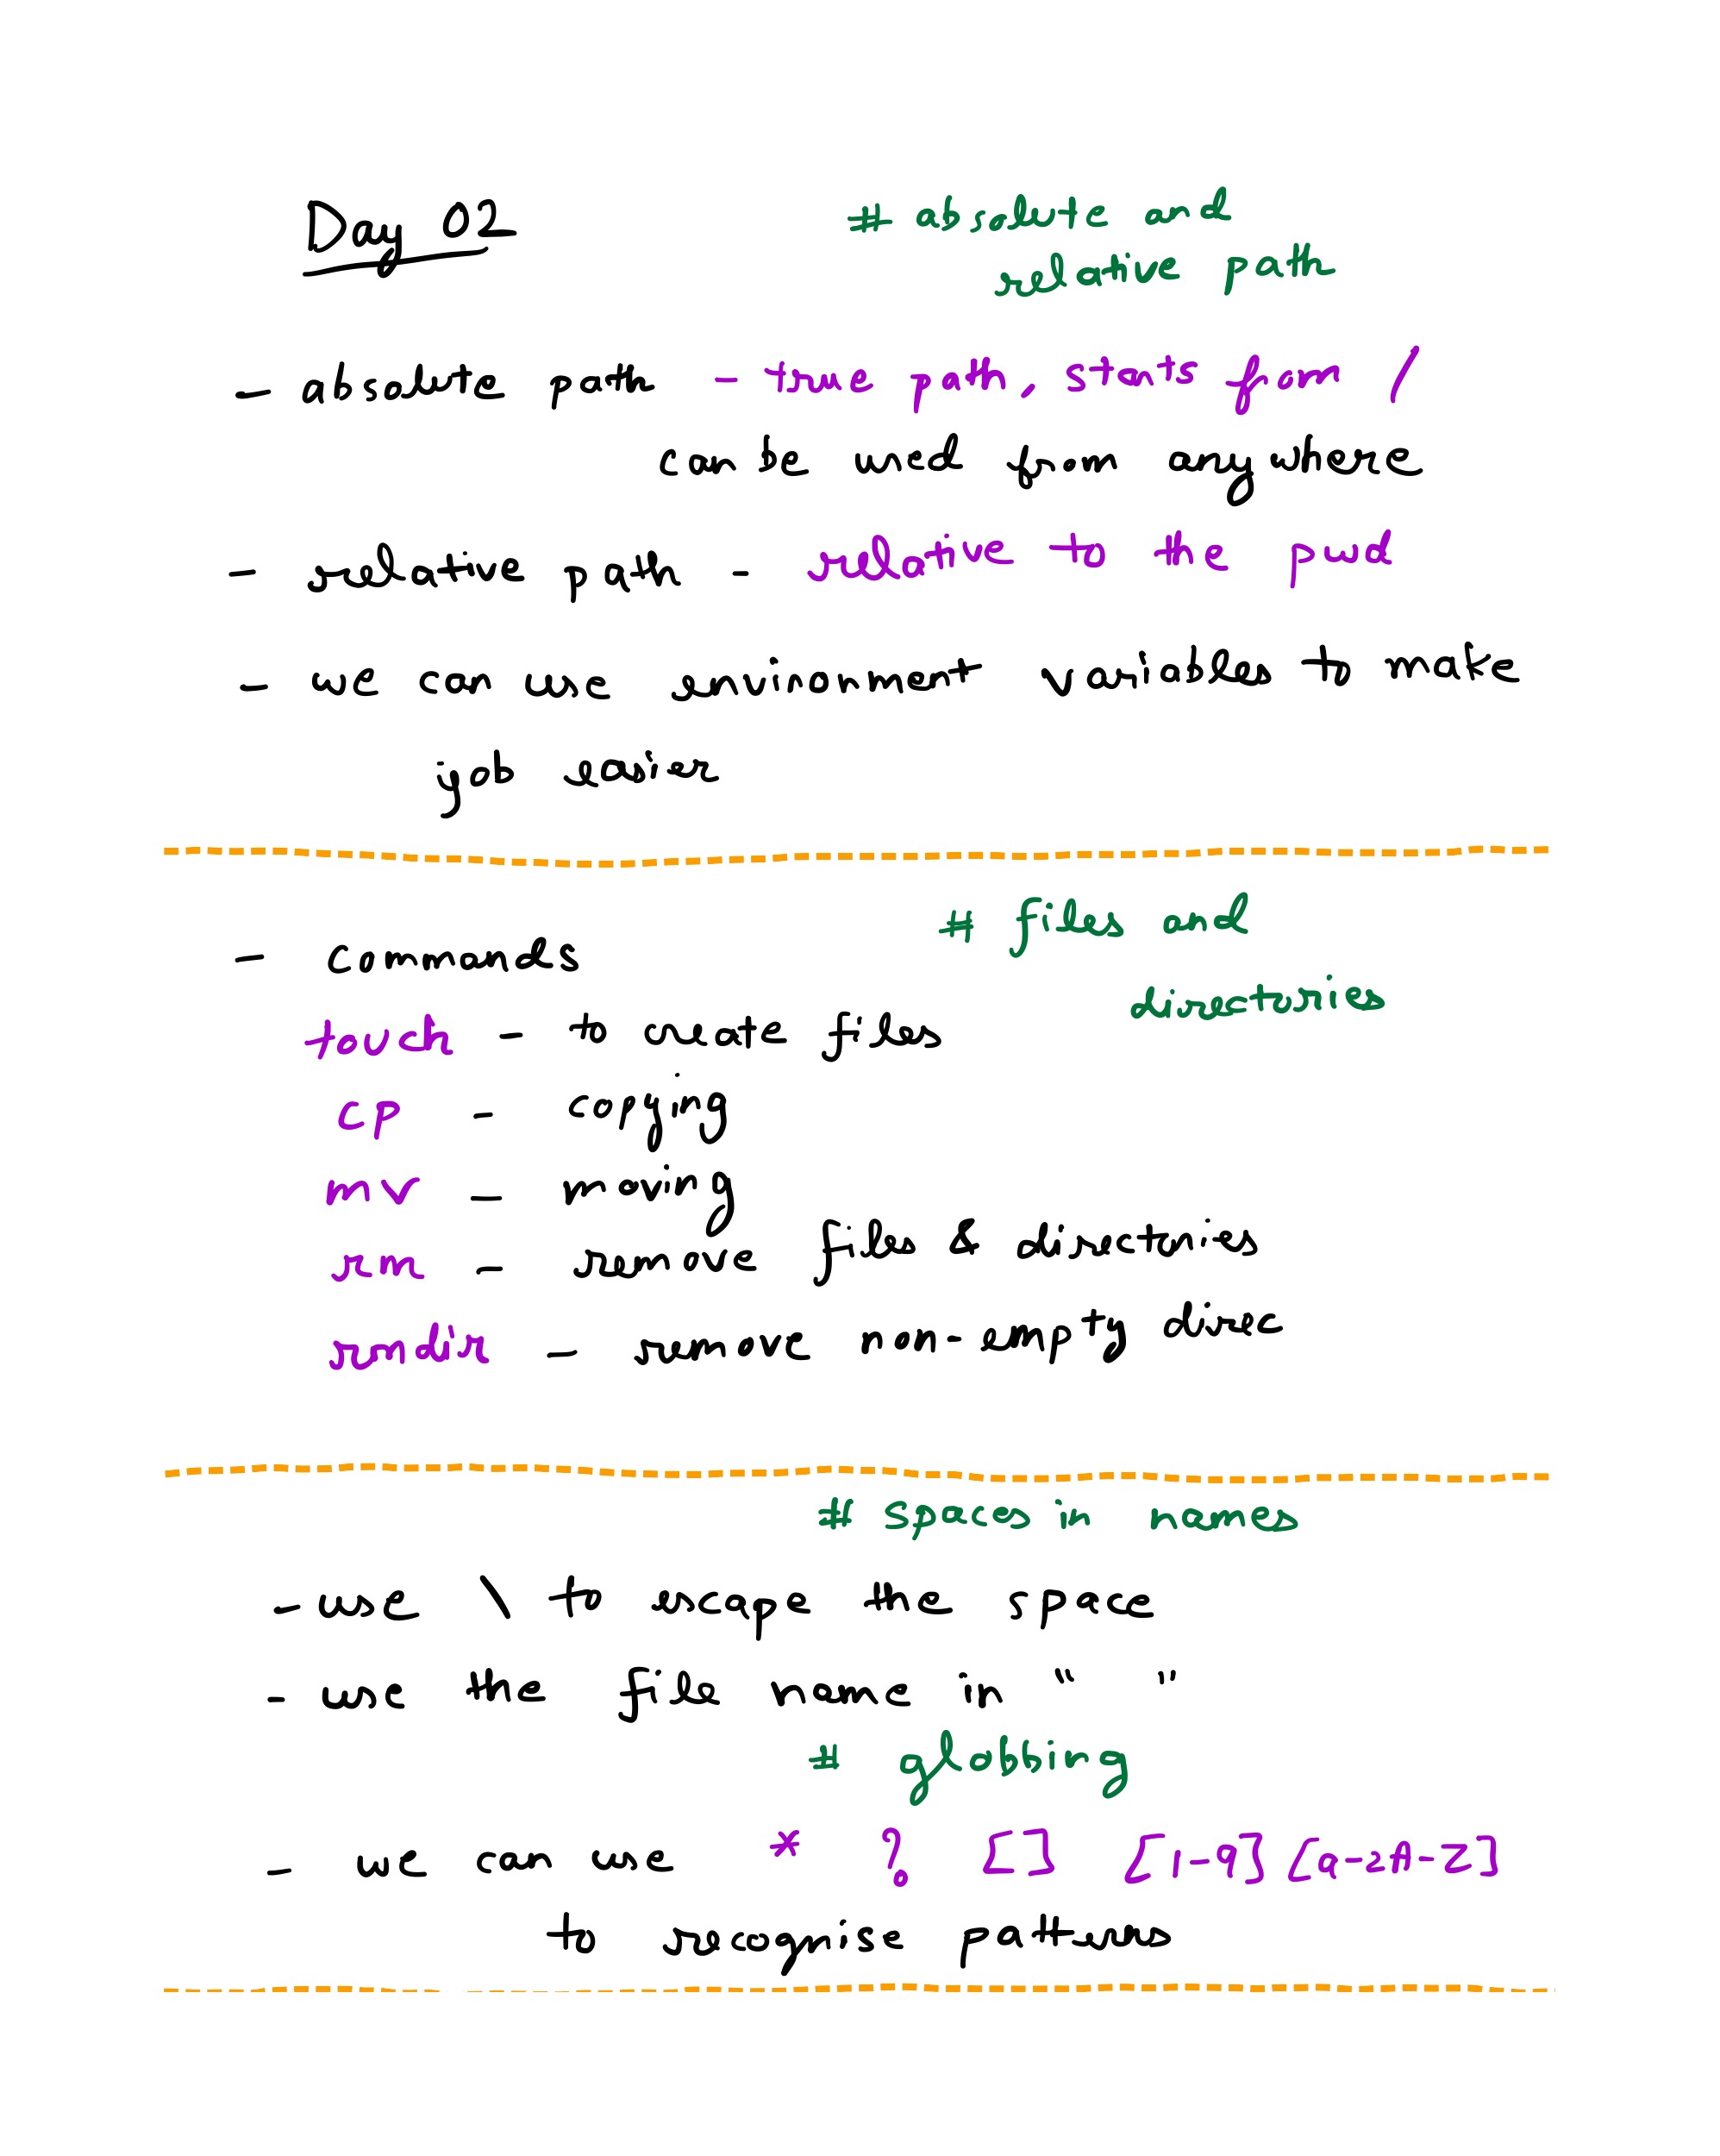 Day 02
# absolute and
relative path
- absolute path - true path, starts form /
can be used from anywhere
- relative path - relative to the pwd
- we can use environment variables to make
job easier
# files and
directories
- commands
touch - to create files
cp - copying
mv - moving
rm - remove files & directories
rmdir - remove non-empty direc
# spaces in names
- use \ to escape the space
- use the file name in “ ”
# globbing
- we can use * ? [] [1-9] [a-zA-Z]
to recognise patterns